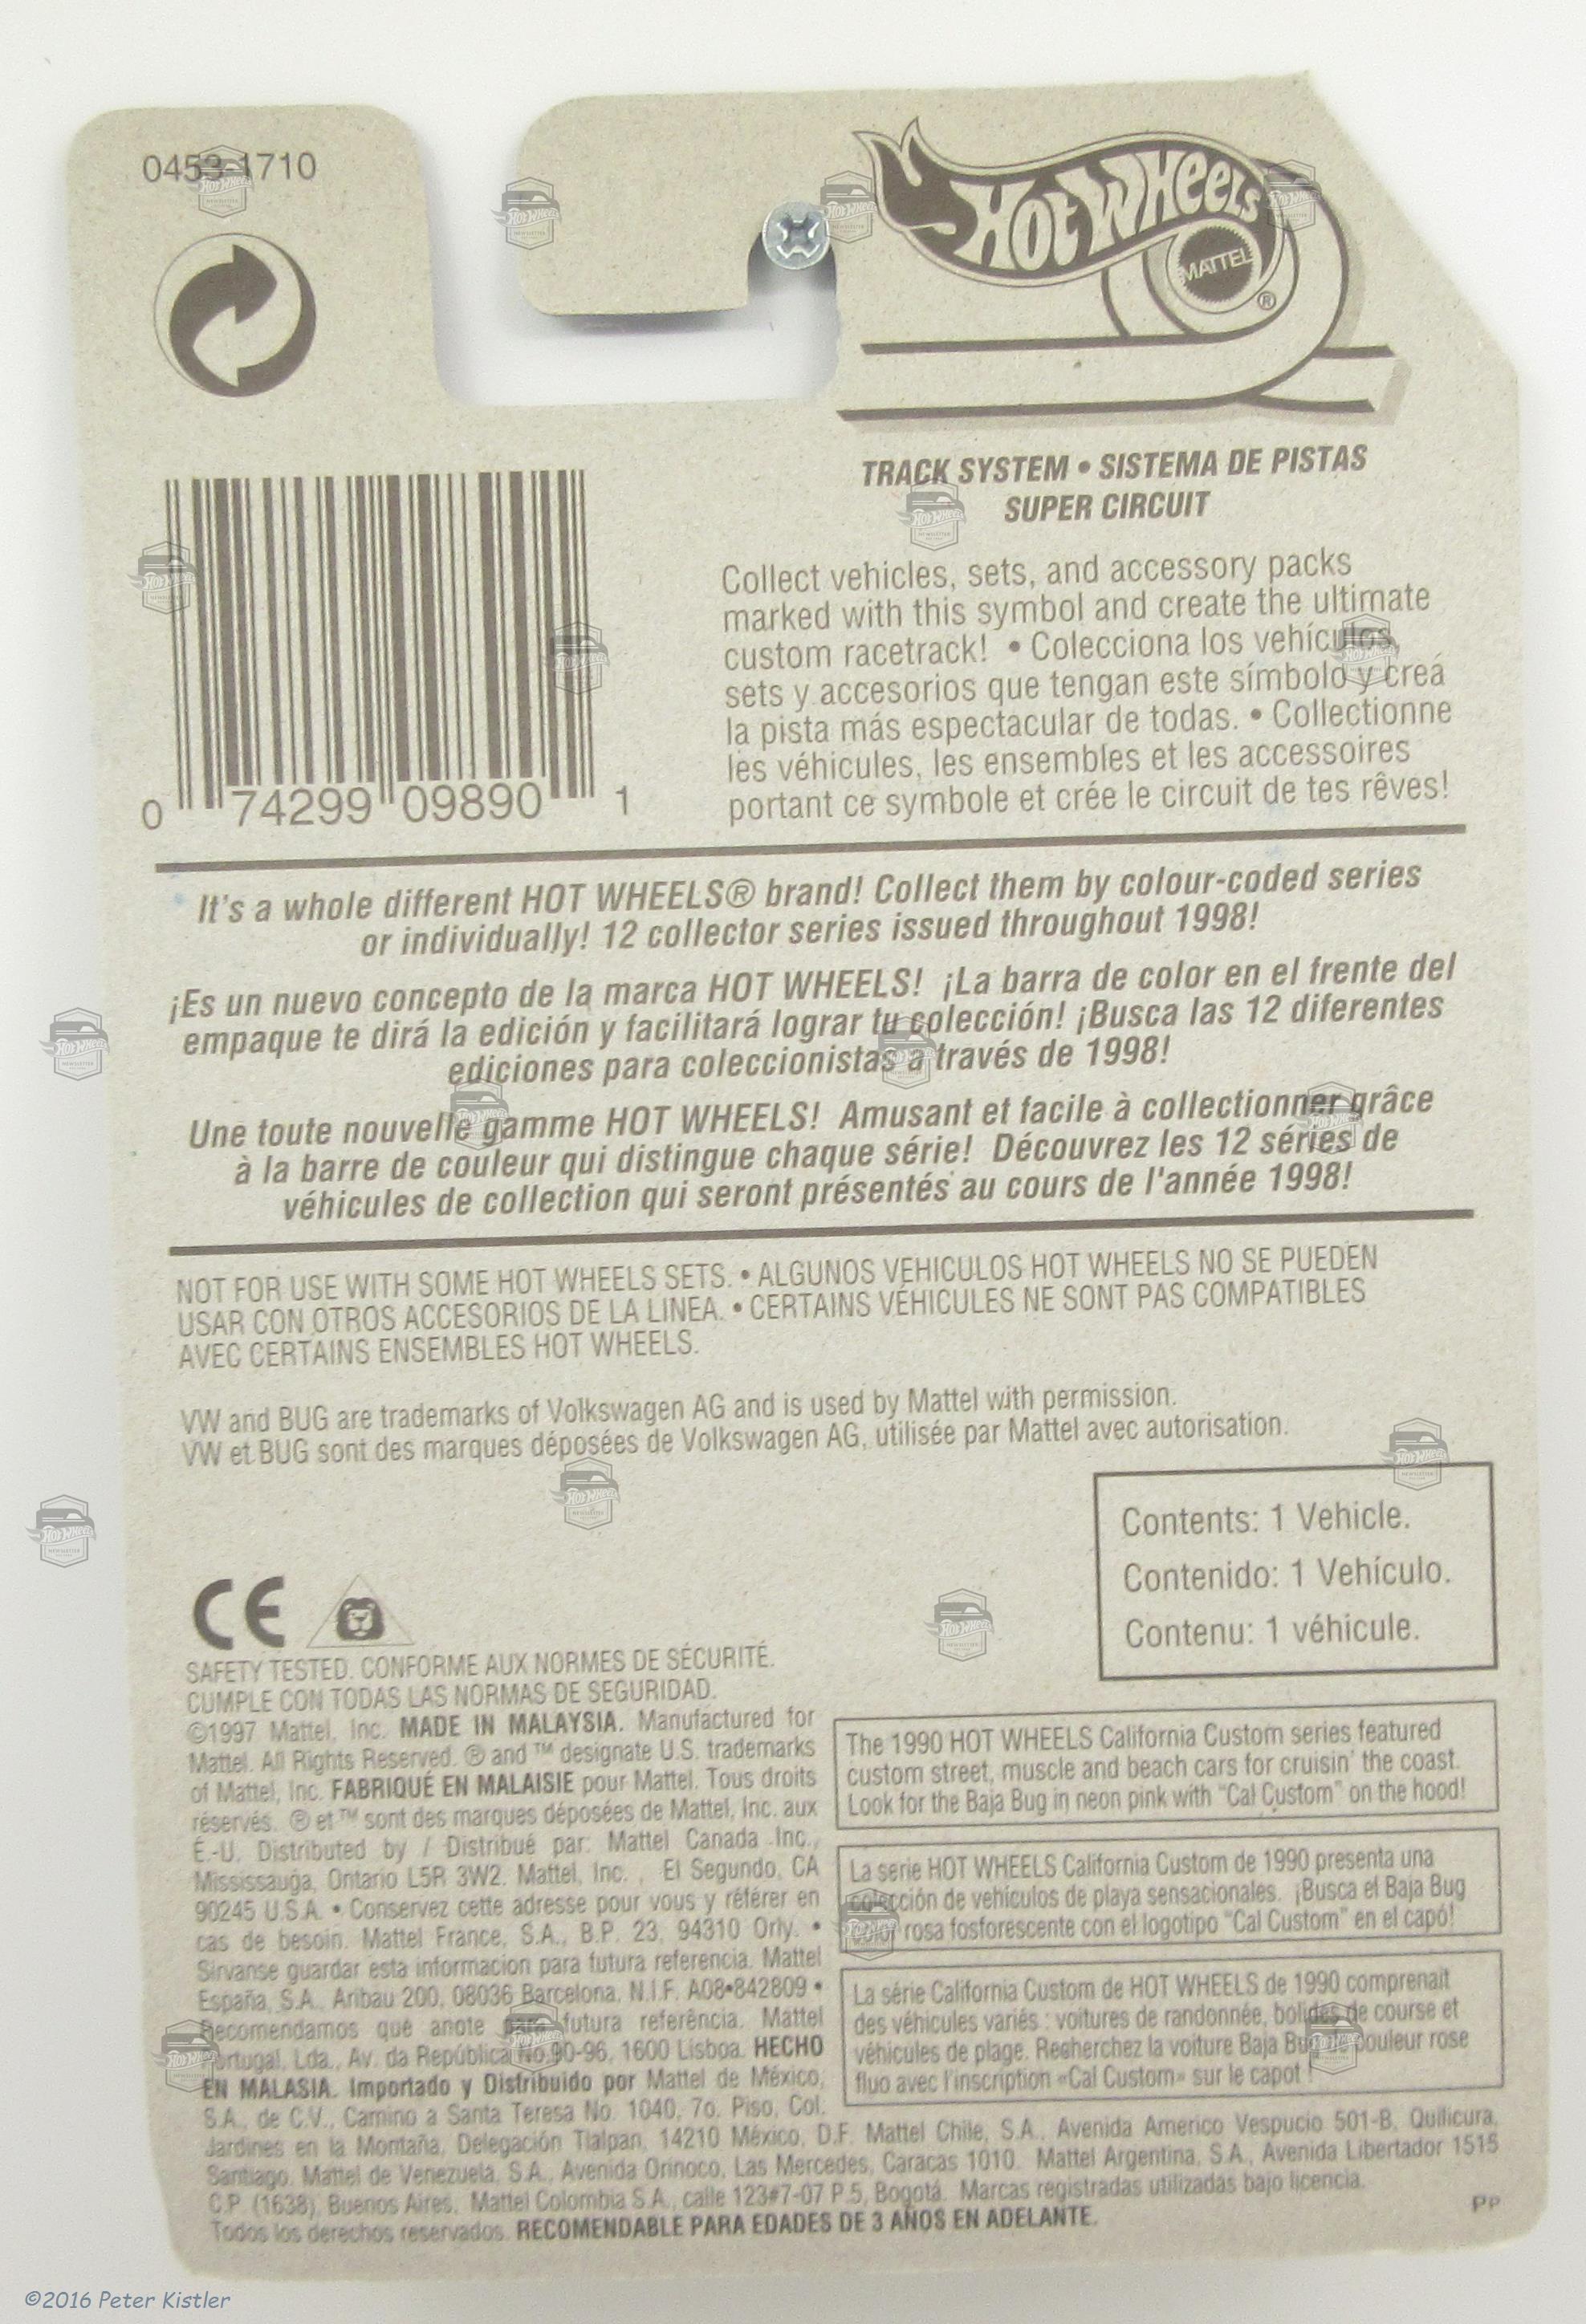 0453-1710
HOT WHEELS
MATTEL
®
TRACK SYSTEM • SISTEMA DE PISTAS
SUPER CIRCUIT
Collect vehicles, sets, and accessory packs
marked with this symbol and create the ultimate
custom racetrack! • Colecciona los vehículos,
sets y accesorios que tengan este símbolo y creá
la pista más espectacular de todas. • Collectionne
les véhicules, les ensembles et les accessoires
portant ce symbole et crée le circuit de tes rêves!
0 74299 09890 1
It's a whole different HOT WHEELS® brand! Collect them by colour-coded series
or individually! 12 collector series issued throughout 1998!
¡Es un nuevo concepto de la marca HOT WHEELS! ¡La barra de color en el frente del
empaque te dirá la edición y facilitará lograr tu colección! ¡Busca las 12 diferentes
ediciones para coleccionistas a través de 1998!
Une toute nouvelle gamme HOT WHEELS! Amusant et facile à collectionner grâce
à la barre de couleur qui distingue chaque série! Découvrez les 12 séries de
véhicules de collection qui seront présentés au cours de l'année 1998!
NOT FOR USE WITH SOME HOT WHEELS SETS. • ALGUNOS VEHICULOS HOT WHEELS NO SE PUEDEN
USAR CON OTROS ACCESORIOS DE LA LINEA. • CERTAINS VÉHICULES NE SONT PAS COMPATIBLES
AVEC CERTAINS ENSEMBLES HOT WHEELS.
VW and BUG are trademarks of Volkswagen AG and is used by Mattel with permission.
VW et BUG sont des marques déposées de Volkswagen AG, utilisée par Mattel avec autorisation.
Contents: 1 Vehicle.
Contenido: 1 Vehículo.
Contenu: 1 véhicule.
CE
SAFETY TESTED. CONFORME AUX NORMES DE SÉCURITÉ.
CUMPLE CON TODAS LAS NORMAS DE SEGURIDAD.
©1997 Mattel, Inc. MADE IN MALAYSIA. Manufactured for
Mattel. All Rights Reserved. ® and ™ designate U.S. trademarks
of Mattel, Inc. FABRIQUÉ EN MALAISIE pour Mattel. Tous droits
réservés. ® et ™ sont des marques déposées de Mattel, Inc. aux
É.-U. Distributed by / Distribué par: Mattel Canada Inc.,
Mississauga, Ontario L5R 3W2. Mattel, Inc., El Segundo, CA
90245 U.S.A. • Conservez cette adresse pour vous y référer en
cas de besoin. Mattel France, S.A., B.P. 23, 94310 Orly. •
Sirvanse guardar esta informacion para futura referencia. Mattel
España, S.A. Aribau 200, 08036 Barcelona. N.I.F. A08•842809 •
Recomendamos que anote para futura referência. Mattel
Portugal, Lda., Av. da República No.90-96, 1600 Lisboa. HECHO
EN MALASIA. Importado y Distribuido por Mattel de México,
S.A., de C.V., Camino a Santa Teresa No. 1040, 7o. Piso, Col.
Jardines en la Montaña, Delegación Tlalpan, 14210 México, D.F. Mattel Chile, S.A., Avenida Americo Vespucio 501-B, Quilicura,
Santiago. Mattel de Venezuela, S.A., Avenida Orinoco, Las Mercedes, Caracas 1010. Mattel Argentina, S.A., Avenida Libertador 1515
C.P. (1638), Buenos Aires. Mattel Colombia S.A., calle 123#7-07 P.5, Bogotá. Marcas registradas utilizadas bajo licencia.
Todos los derechos reservados. RECOMENDABLE PARA EDADES DE 3 AÑOS EN ADELANTE.
The 1990 HOT WHEELS California Custom series featured
custom street, muscle and beach cars for cruisin' the coast.
Look for the Baja Bug in neon pink with "Cal Custom" on the hood!
La serie HOT WHEELS California Custom de 1990 presenta una
colección de vehículos de playa sensacionales. ¡Busca el Baja Bug
color rosa fosforescente con el logotipo "Cal Custom" en el capó!
La série California Custom de HOT WHEELS de 1990 comprenait
des véhicules variés : voitures de randonnée, bolides de course et
véhicules de plage. Recherchez la voiture Baja Bug de couleur rose
fluo avec l'inscription «Cal Custom» sur le capot !
PP
©2016 Peter Kistler